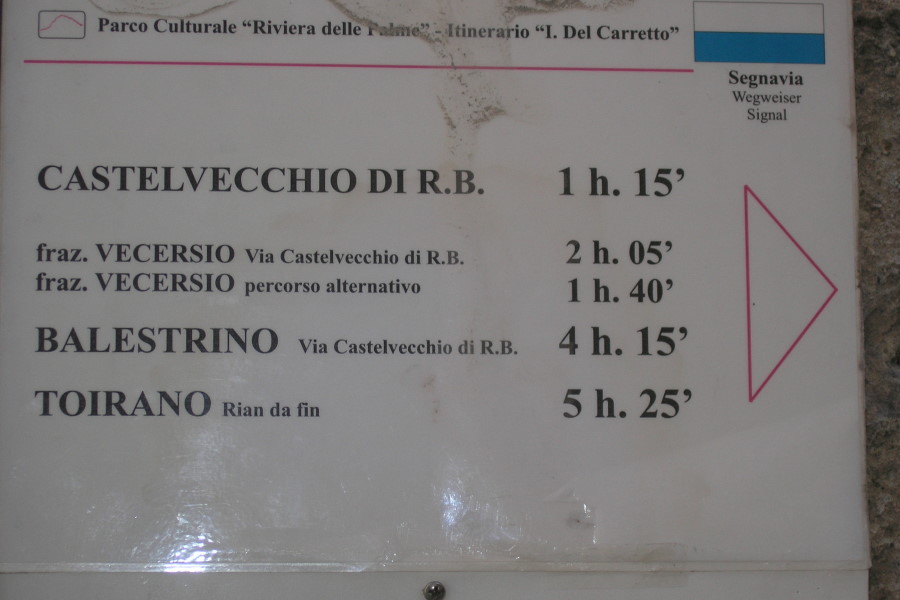 Parco Culturale “Riviera delle Palme” - Itinerario “I. Del Carretto”
Segnavia
Wegweiser
Signal
CASTELVECCHIO DI R.B. 1 h. 15’
fraz. VECERSIO Via Castelvecchio di R.B. 2 h. 05’
fraz. VECERSIO percorso alternativo 1 h. 40’
BALESTRINO Via Castelvecchio di R.B. 4 h. 15’
TOIRANO Rian da fin 5 h. 25’